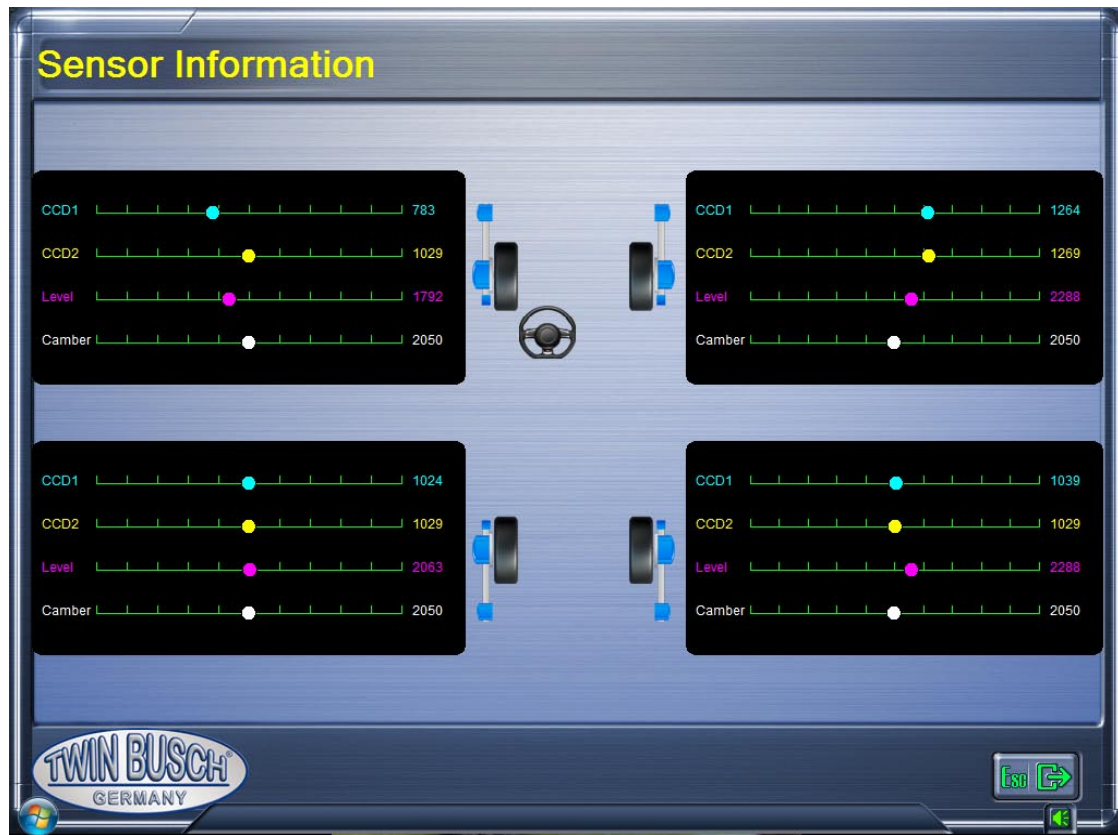 Sensor Information
CCD1 783
CCD2 1029
Level 1792
Camber 2050
CCD1 1264
CCD2 1269
Level 2288
Camber 2050
CCD1 1024
CCD2 1029
Level 2063
Camber 2050
CCD1 1039
CCD2 1029
Level 2288
Camber 2050
TWIN BUSCH®
GERMANY
Esc